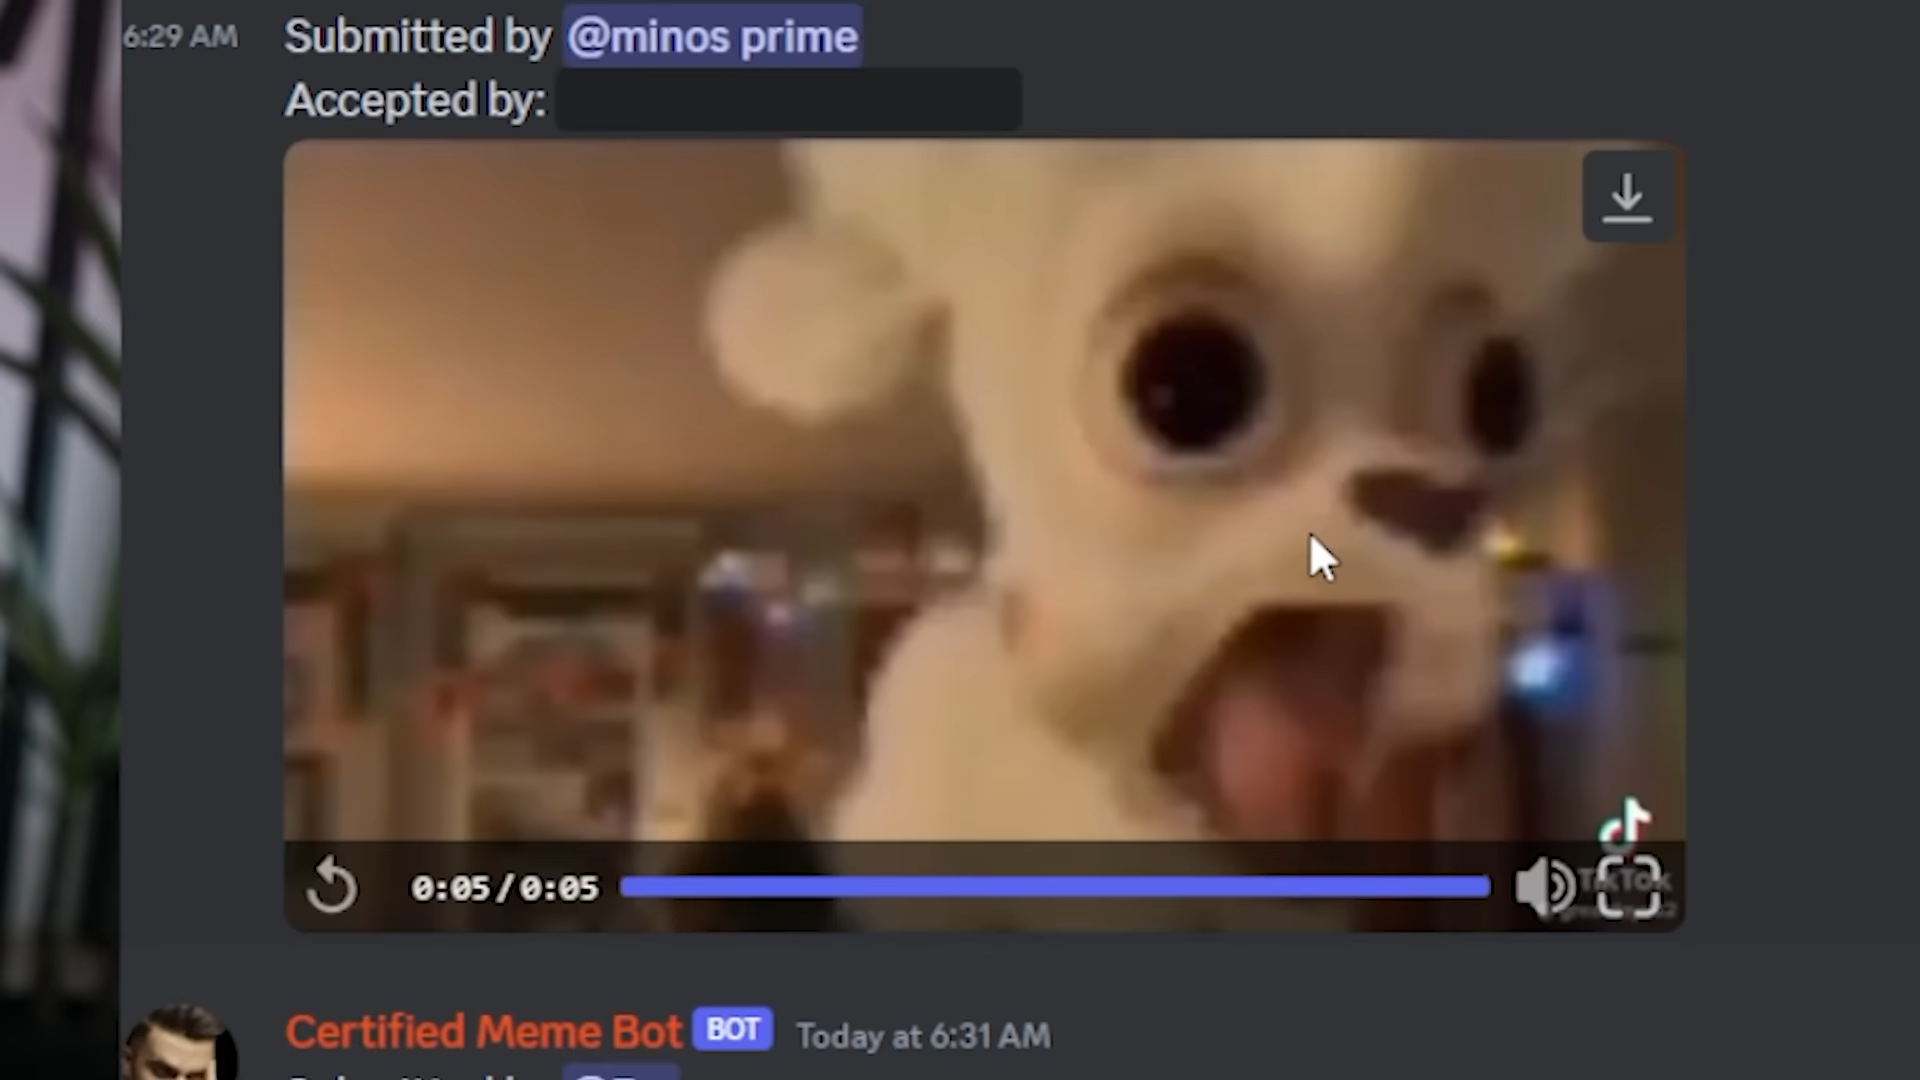 6:29 AM
Submitted by @minos prime
Accepted by:
0:05/0:05
TikTok
Certified Meme Bot BOT Today at 6:31 AM